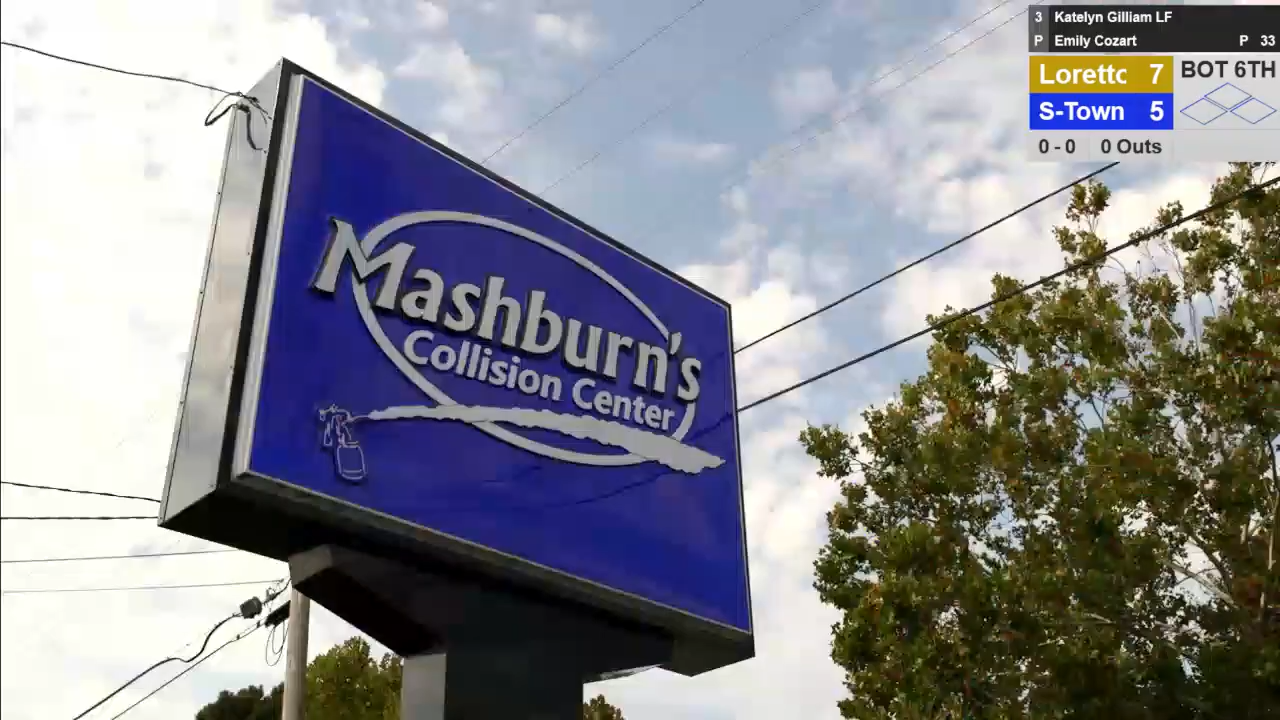 3 Katelyn Gilliam LF
P Emily Cozart P 33
Loretto 7 BOT 6TH
S-Town 5
0 - 0 0 Outs
Mashburn's
Collision Center